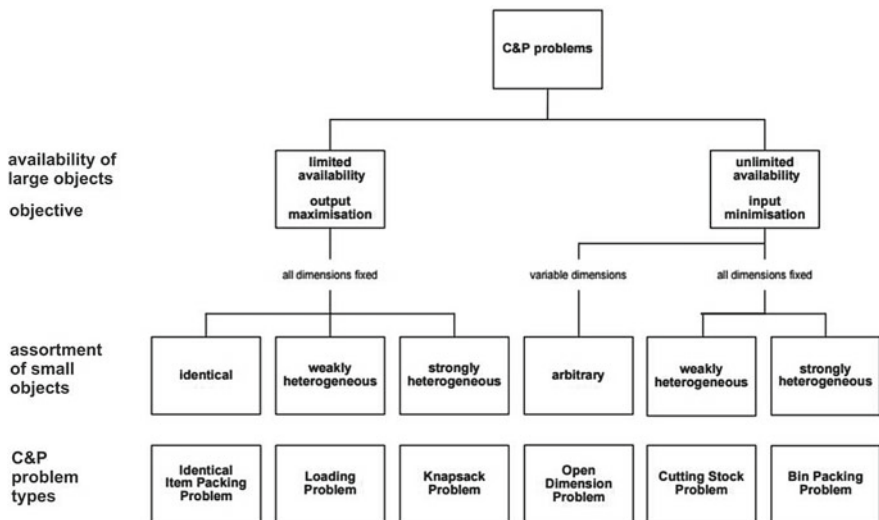 C&P problems
availability of
large objects
objective
limited
availability
output
maximisation
unlimited
availability
input
minimisation
all dimensions fixed
variable dimensions
all dimensions fixed
assortment
of small
objects
identical
weakly
heterogeneous
strongly
heterogeneous
arbitrary
weakly
heterogeneous
strongly
heterogeneous
C&P
problem
types
Identical
Item Packing
Problem
Loading
Problem
Knapsack
Problem
Open
Dimension
Problem
Cutting Stock
Problem
Bin Packing
Problem